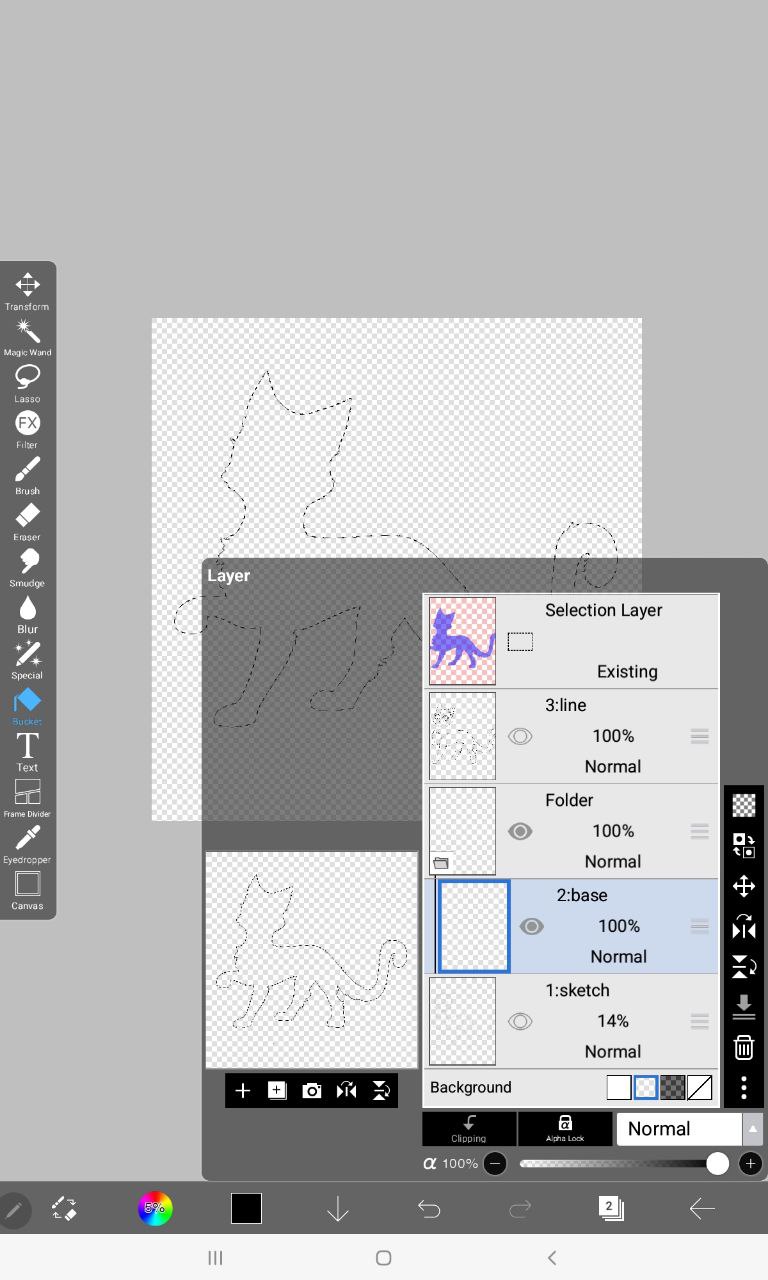 Transform
Magic Wand
Lasso
FX
Filter
Brush
Eraser
Smudge
Blur
Special
Bucket
T
Text
Frame Divider
Eyedropper
Canvas
Layer
Selection Layer
Existing
3:line
100%
Normal
Folder
100%
Normal
2:base
100%
Normal
1:sketch
14%
Normal
Background
Clipping
α
Alpha Lock
Normal
α 100%
5%
2